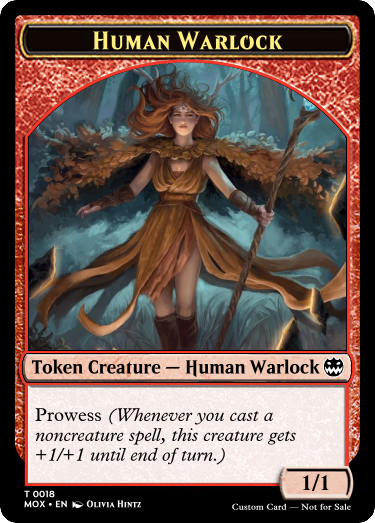 Human Warlock
Token Creature — Human Warlock
Prowess (Whenever you cast a
noncreature spell, this creature gets
+1/+1 until end of turn.)
1/1
T 0018
MOX • EN Olivia Hintz
Custom Card — Not for Sale